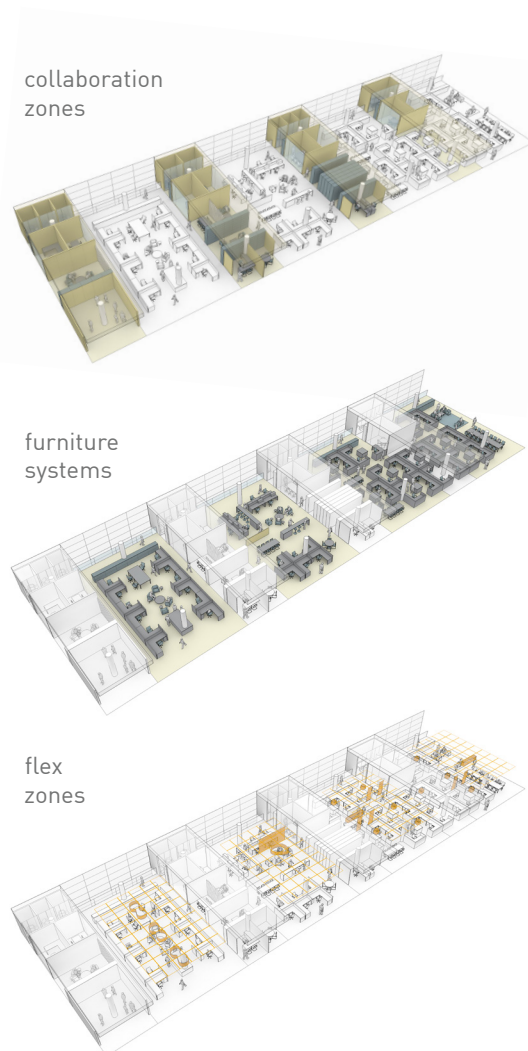 collaboration
zones
furniture
systems
flex
zones